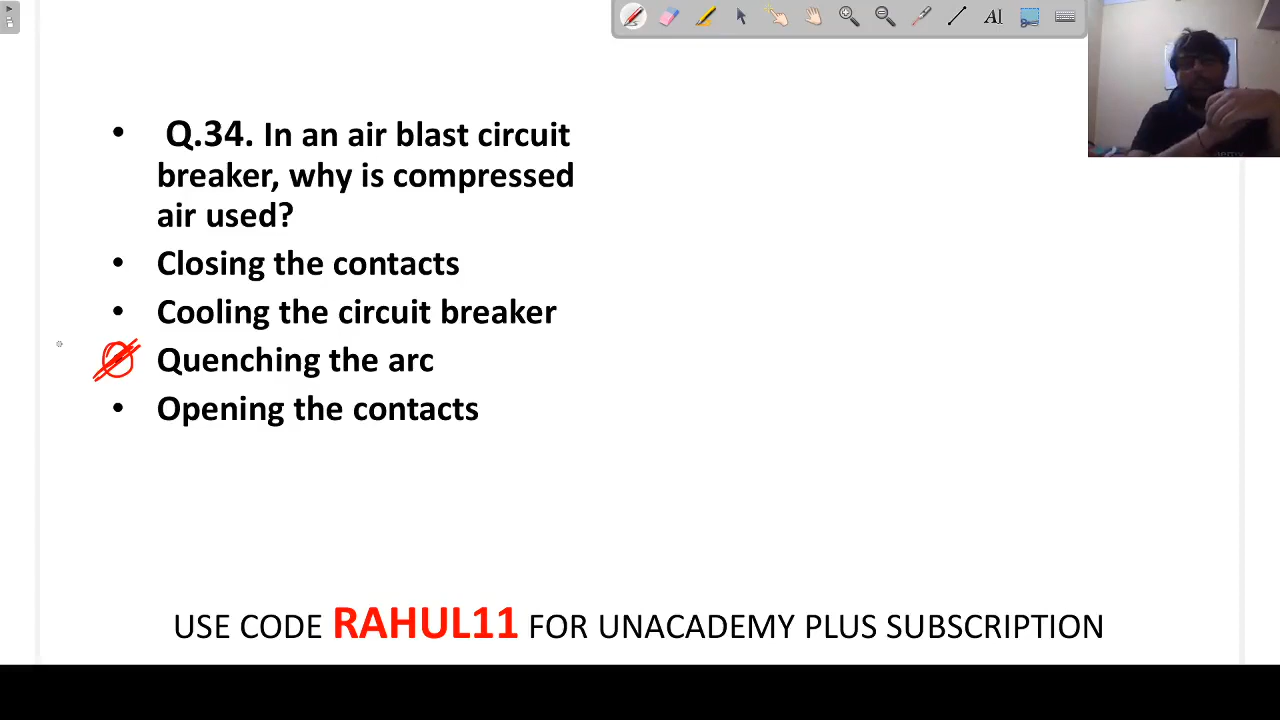 • Q.34. In an air blast circuit
breaker, why is compressed
air used?
• Closing the contacts
• Cooling the circuit breaker
Quenching the arc
• Opening the contacts
USE CODE RAHUL11 FOR UNACADEMY PLUS SUBSCRIPTION